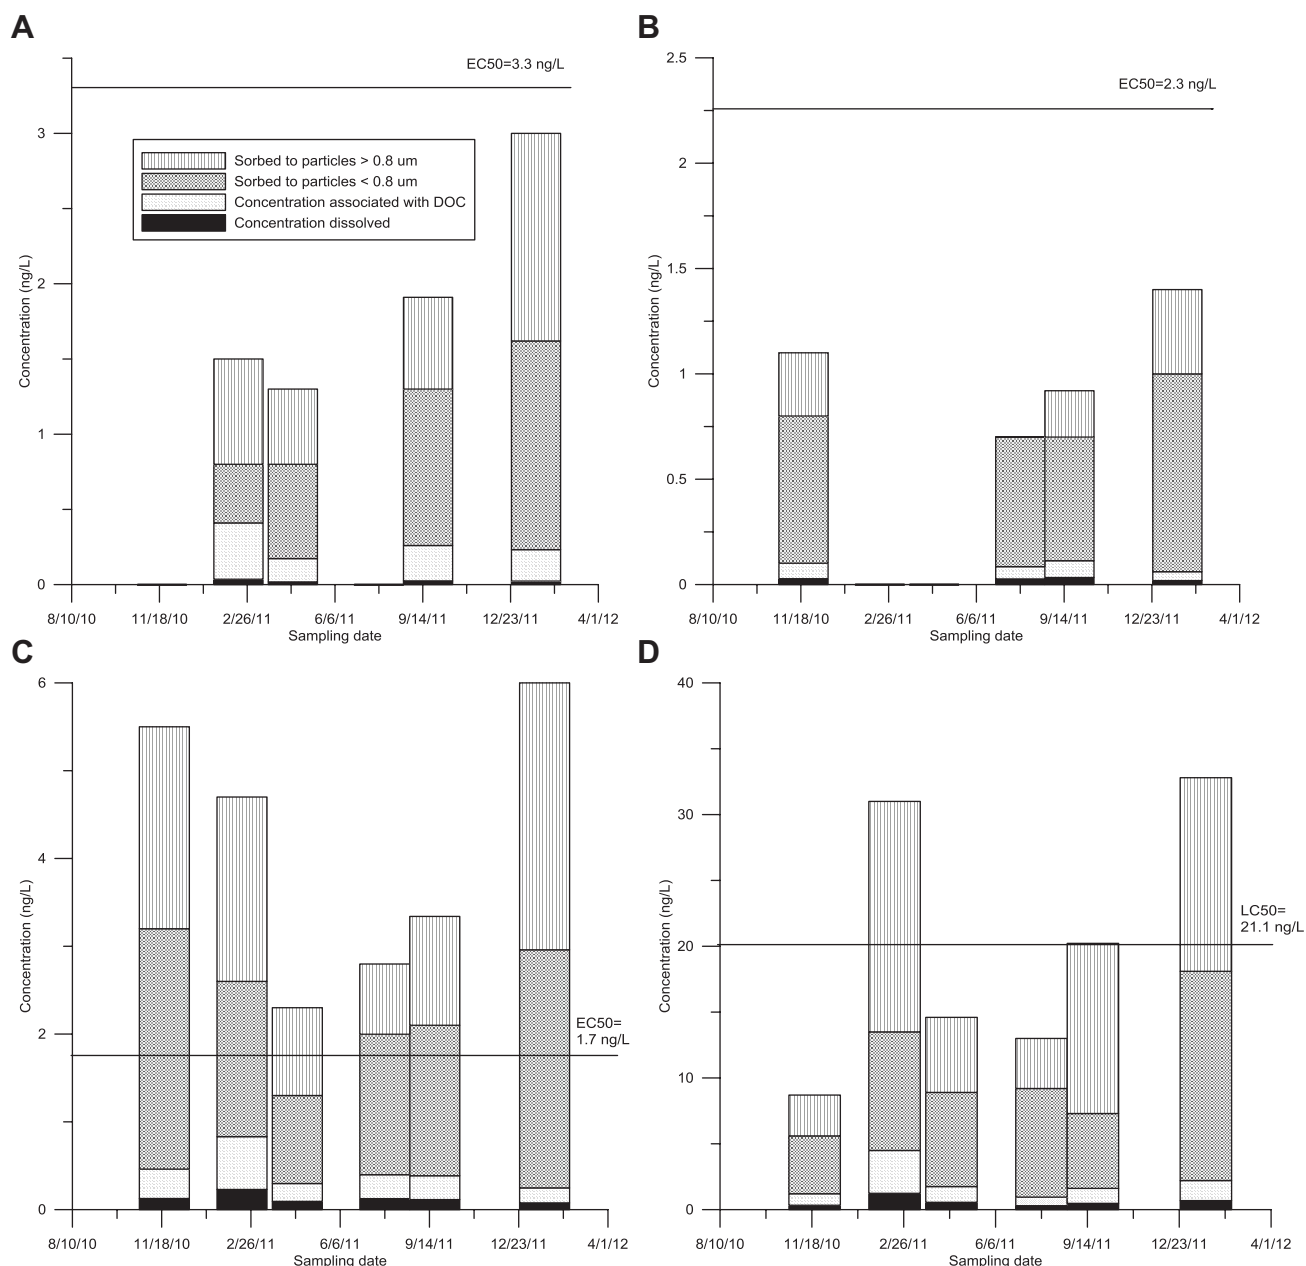 A
EC50=3.3 ng/L
Sorbed to particles > 0.8 um
Sorbed to particles < 0.8 um
Concentration associated with DOC
Concentration dissolved
Concentration (ng/L)
3
2
1
0
8/10/10 11/18/10 2/26/11 6/6/11 9/14/11 12/23/11 4/1/12
Sampling date
B
EC50=2.3 ng/L
Concentration (ng/L)
2.5
2
1.5
1
0.5
0
8/10/10 11/18/10 2/26/11 6/6/11 9/14/11 12/23/11 4/1/12
Sampling date
C
Concentration (ng/L)
6
4
2
0
EC50=
1.7 ng/L
8/10/10 11/18/10 2/26/11 6/6/11 9/14/11 12/23/11 4/1/12
Sampling date
D
Concentration (ng/L)
40
30
20
10
0
LC50=
21.1 ng/L
8/10/10 11/18/10 2/26/11 6/6/11 9/14/11 12/23/11 4/1/12
Sampling date